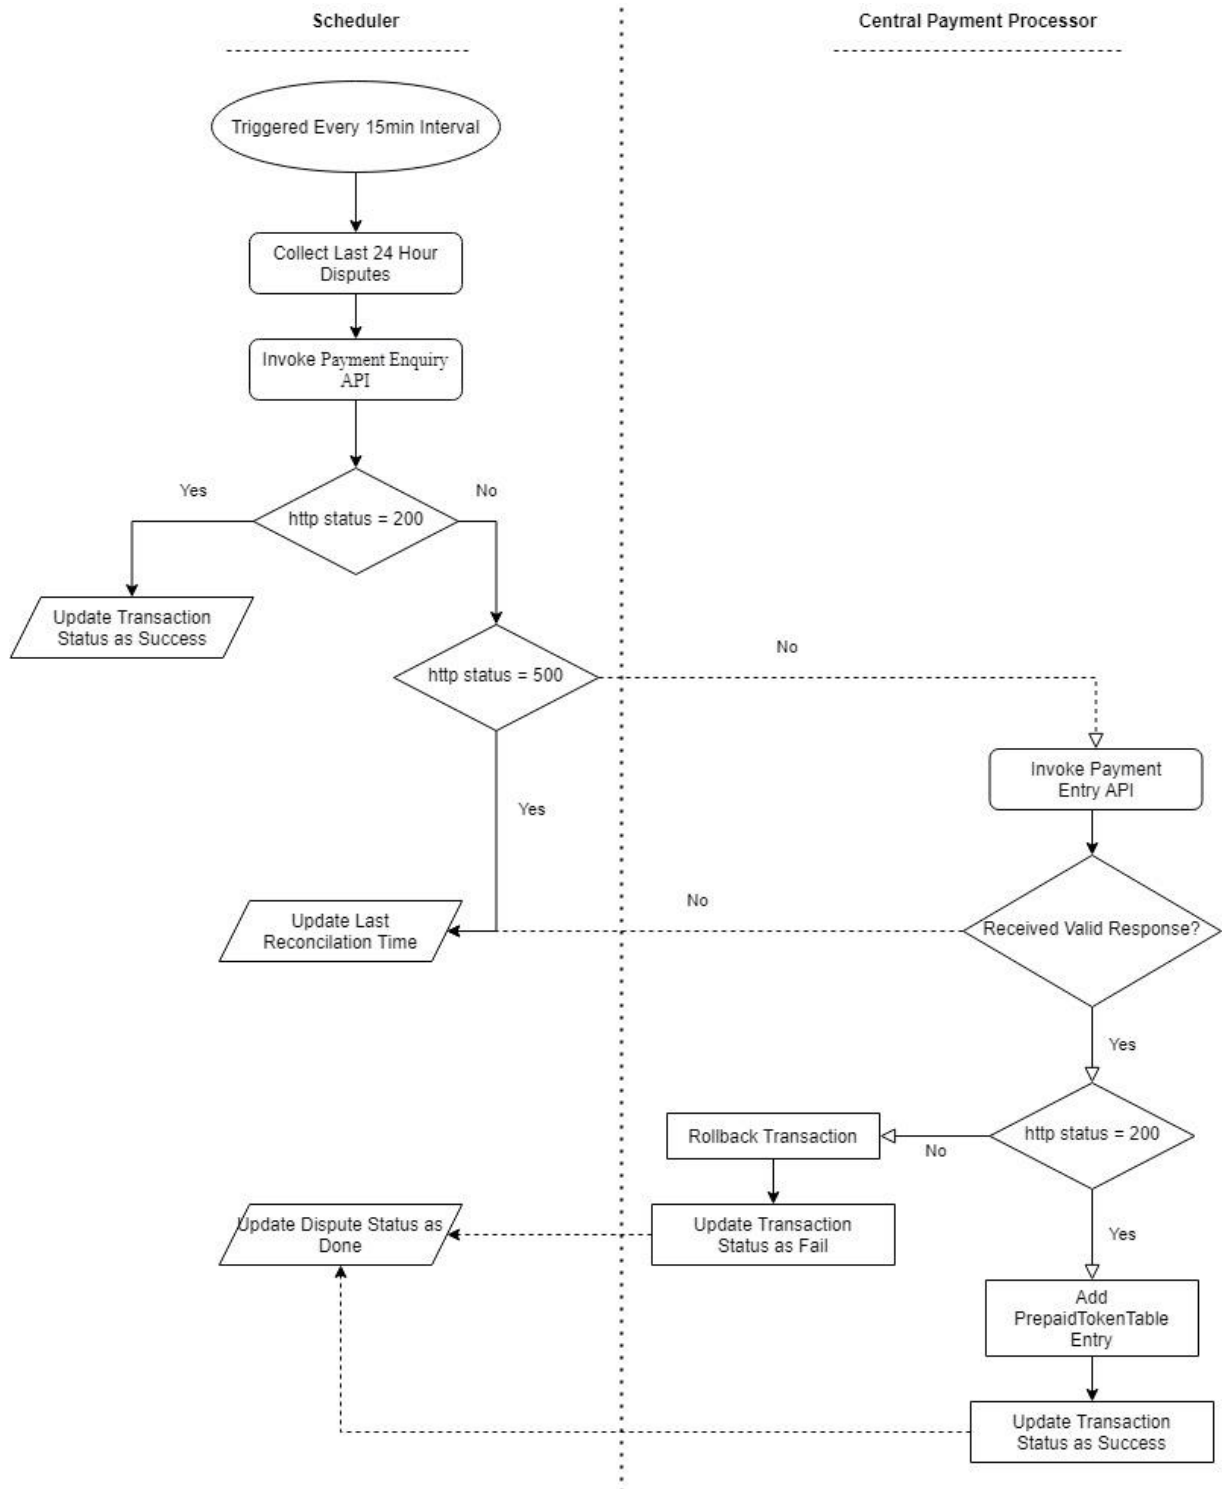 Scheduler
Central Payment Processor
Triggered Every 15min Interval
Collect Last 24 Hour
Disputes
Invoke Payment Enquiry
API
Yes
No
http status = 200
Update Transaction
Status as Success
http status = 500
No
Invoke Payment
Entry API
Yes
Update Last
Reconcilation Time
No
Received Valid Response?
Yes
Rollback Transaction
No
http status = 200
Update Dispute Status as
Done
Update Transaction
Status as Fail
Yes
Add
PrepaidTokenTable
Entry
Update Transaction
Status as Success